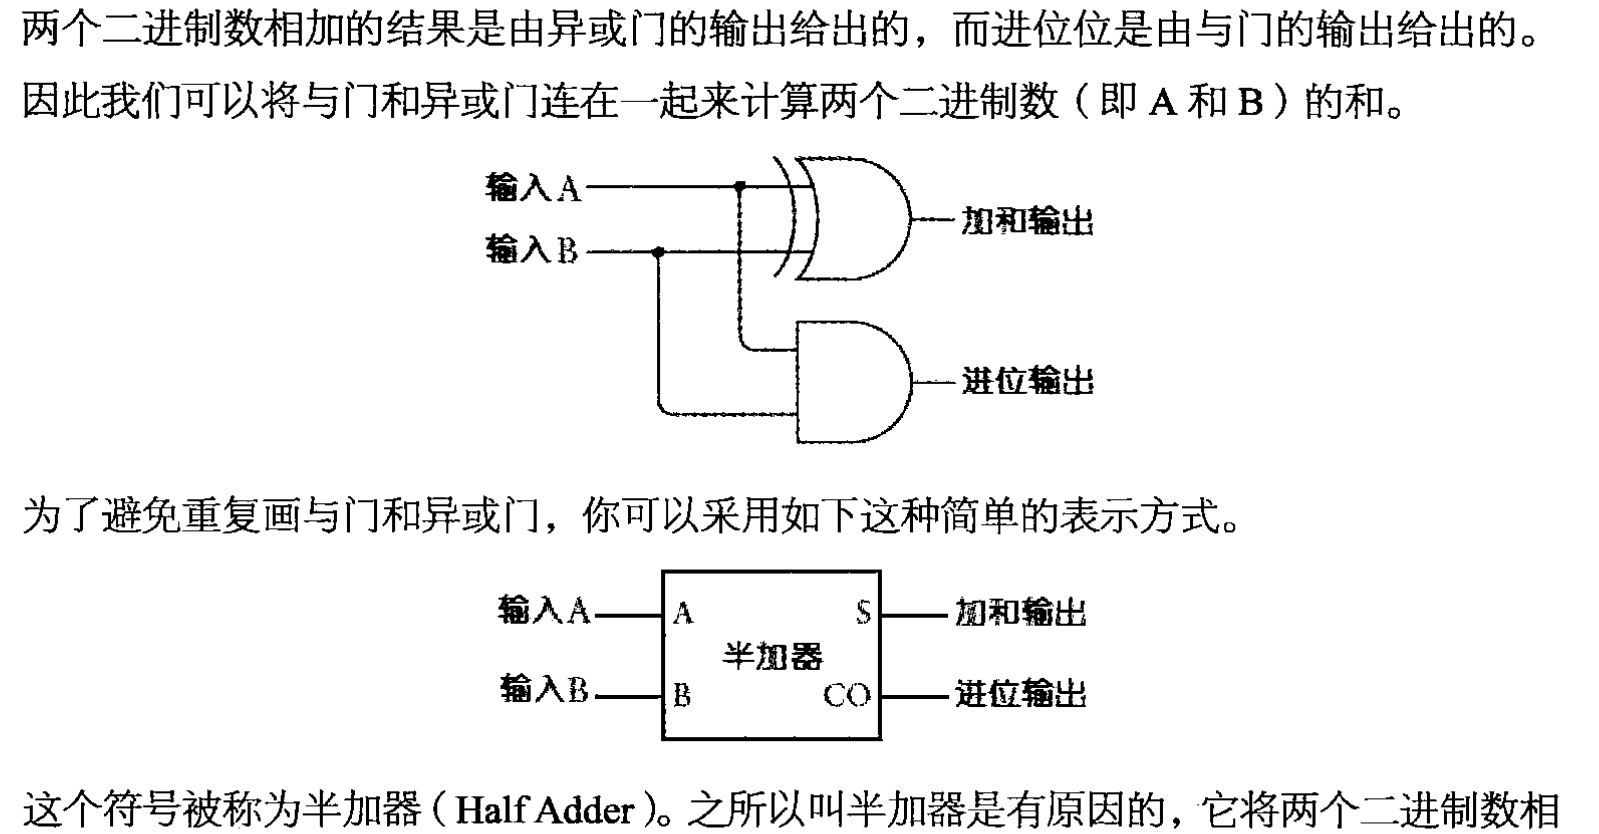 两个二进制数相加的结果是由异或门的输出给出的，而进位位是由与门的输出给出的。
因此我们可以将与门和异或门连在一起来计算两个二进制数（即 A 和 B）的和。
输入A
加和输出
输入B
进位输出
为了避免重复画与门和异或门，你可以采用如下这种简单的表示方式。
输入A A S 加和输出
半加器
输入B B CO 进位输出
这个符号被称为半加器（Half Adder）。之所以叫半加器是有原因的，它将两个二进制数相